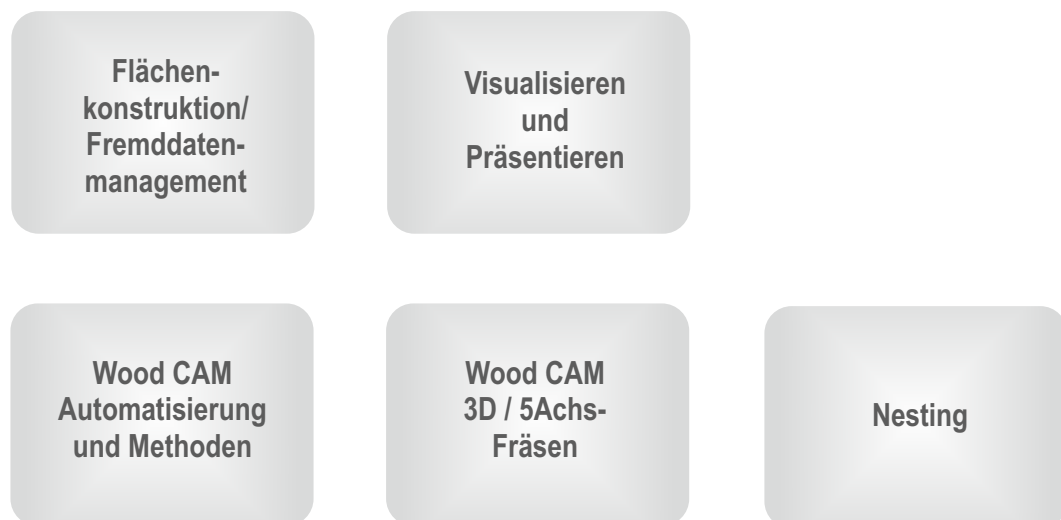 Flächen-
konstruktion/
Fremddaten-
management
Visualisieren
und
Präsentieren
Wood CAM
Automatisierung
und Methoden
Wood CAM
3D / 5Achs-
Fräsen
Nesting